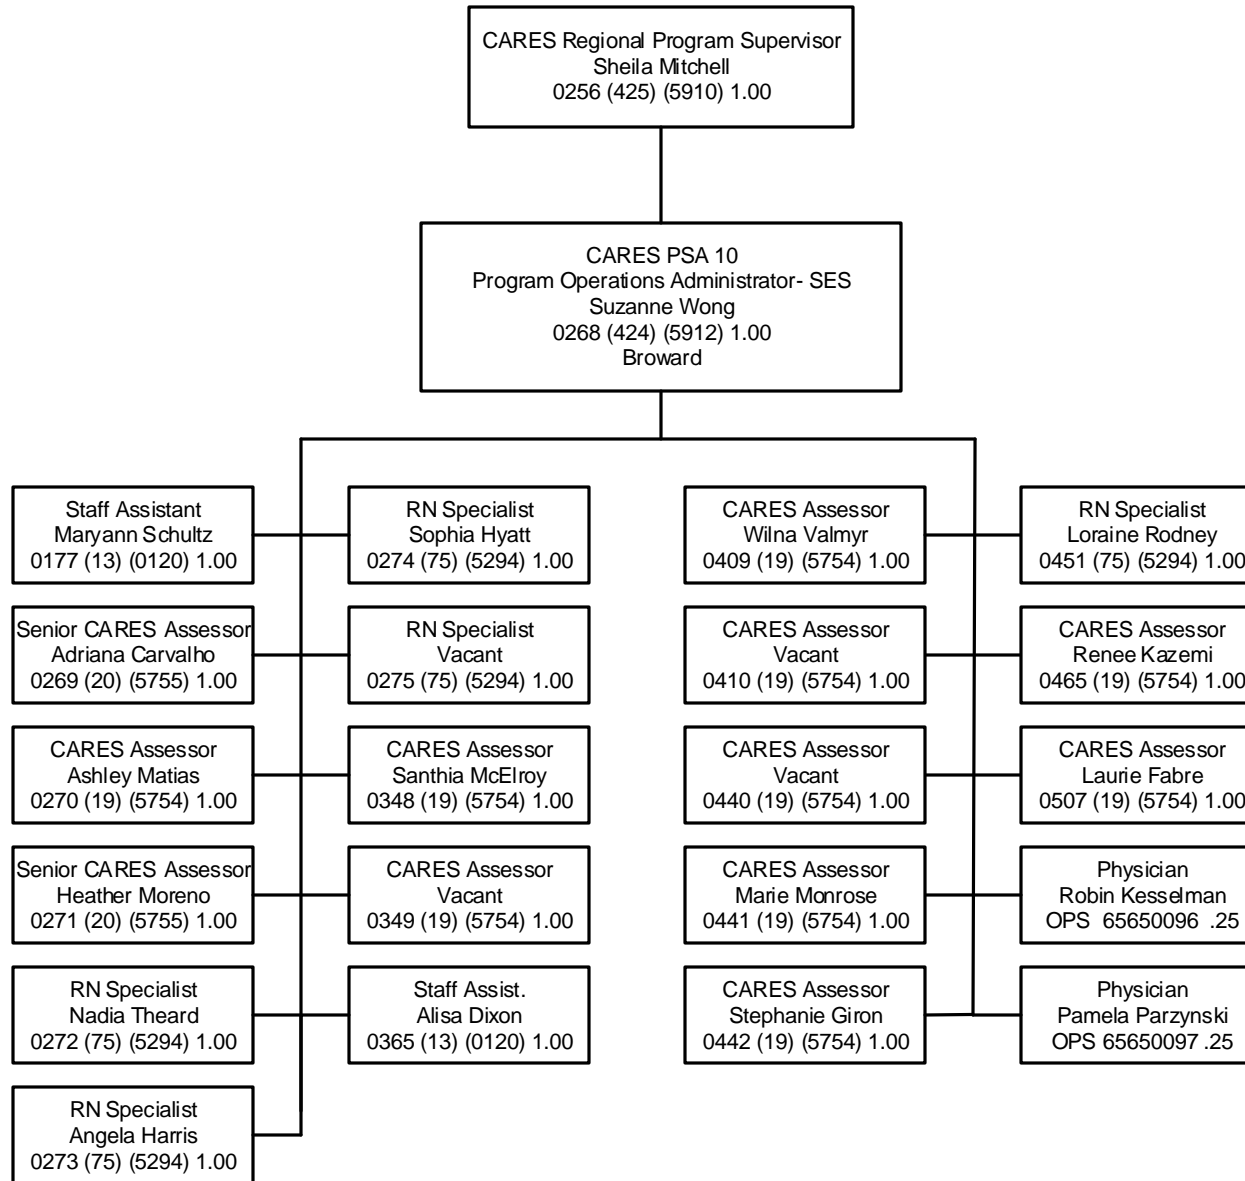 CARES Regional Program Supervisor
Sheila Mitchell
0256 (425) (5910) 1.00
CARES PSA 10
Program Operations Administrator- SES
Suzanne Wong
0268 (424) (5912) 1.00
Broward
Staff Assistant
Maryann Schultz
0177 (13) (0120) 1.00
RN Specialist
Sophia Hyatt
0274 (75) (5294) 1.00
CARES Assessor
Wilna Valmyr
0409 (19) (5754) 1.00
RN Specialist
Loraine Rodney
0451 (75) (5294) 1.00
Senior CARES Assessor
Adriana Carvalho
0269 (20) (5755) 1.00
RN Specialist
Vacant
0275 (75) (5294) 1.00
CARES Assessor
Vacant
0410 (19) (5754) 1.00
CARES Assessor
Renee Kazemi
0465 (19) (5754) 1.00
CARES Assessor
Ashley Matias
0270 (19) (5754) 1.00
CARES Assessor
Santhia McElroy
0348 (19) (5754) 1.00
CARES Assessor
Vacant
0440 (19) (5754) 1.00
CARES Assessor
Laurie Fabre
0507 (19) (5754) 1.00
Senior CARES Assessor
Heather Moreno
0271 (20) (5755) 1.00
CARES Assessor
Vacant
0349 (19) (5754) 1.00
CARES Assessor
Marie Monrose
0441 (19) (5754) 1.00
Physician
Robin Kesselman
OPS 65650096 .25
RN Specialist
Nadia Theard
0272 (75) (5294) 1.00
Staff Assist.
Alisa Dixon
0365 (13) (0120) 1.00
CARES Assessor
Stephanie Giron
0442 (19) (5754) 1.00
Physician
Pamela Parzynski
OPS 65650097 .25
RN Specialist
Angela Harris
0273 (75) (5294) 1.00